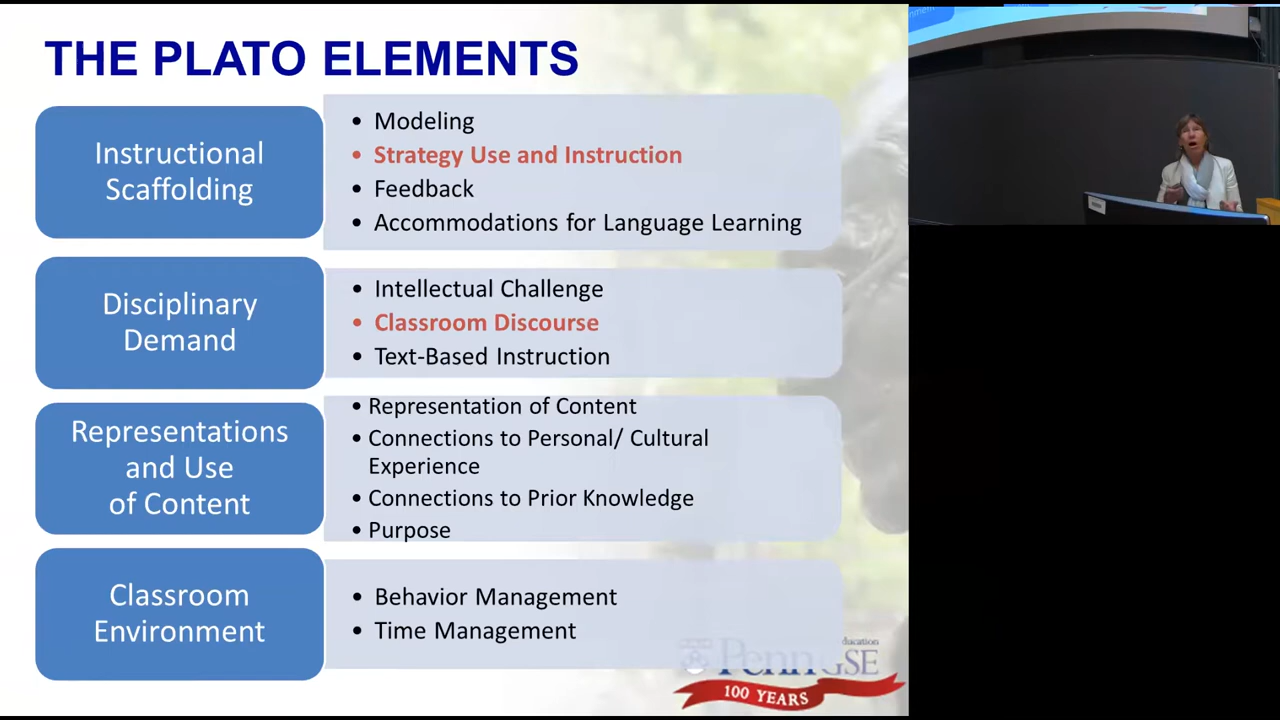 THE PLATO ELEMENTS
Instructional
Scaffolding
• Modeling
• Strategy Use and Instruction
• Feedback
• Accommodations for Language Learning
Disciplinary
Demand
• Intellectual Challenge
• Classroom Discourse
• Text-Based Instruction
Representations
and Use
of Content
• Representation of Content
• Connections to Personal/ Cultural
Experience
• Connections to Prior Knowledge
• Purpose
Classroom
Environment
• Behavior Management
• Time Management
Penn GSE
100 YEARS